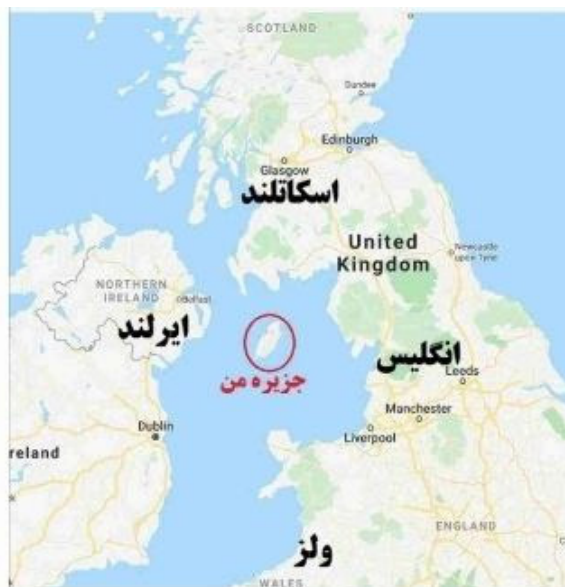 SCOTLAND
Dundee
Edinburgh
Glasgow
اسکاتلند
United
Kingdom
Newcastle
upon Tyne
NORTHERN
IRELAND
Belfast
ایرلند
انگلیس
جزیره من
Leeds
Manchester
Dublin
Liverpool
reland
ENGLAND
ولز
WALES